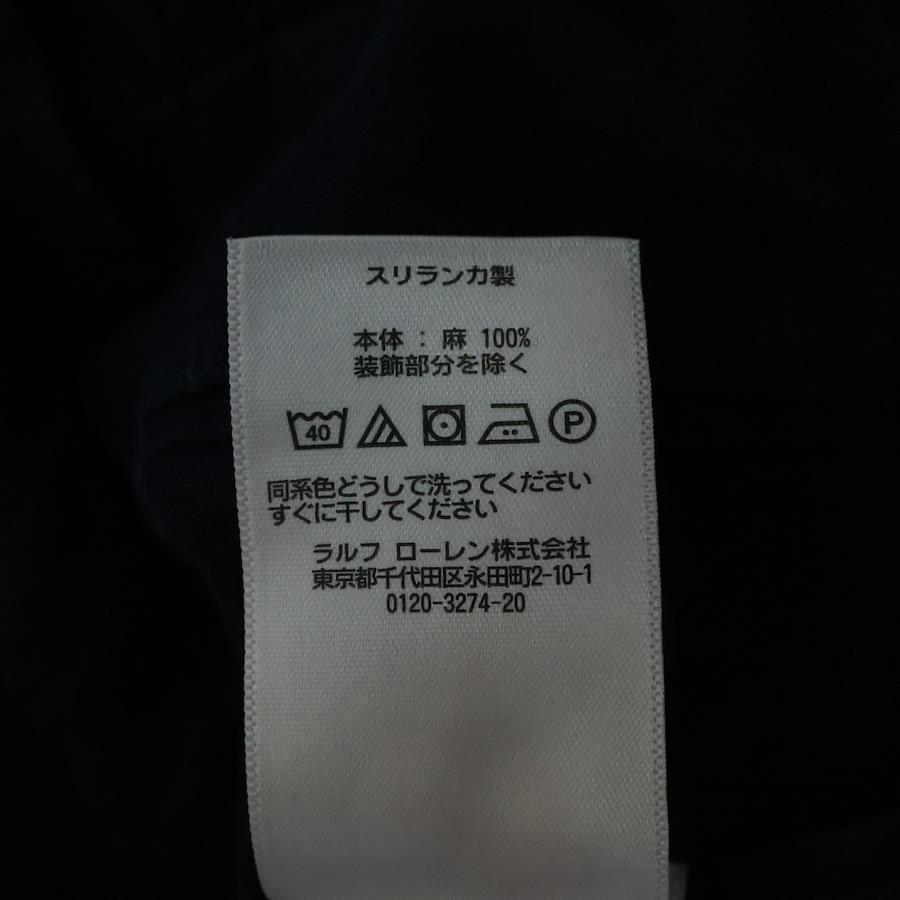 スリランカ製
本体 : 麻 100%
装飾部分を除く
40 P
同系色どうしで洗ってください
すぐに干してください
ラルフ ローレン株式会社
東京都千代田区永田町2-10-1
0120-3274-20